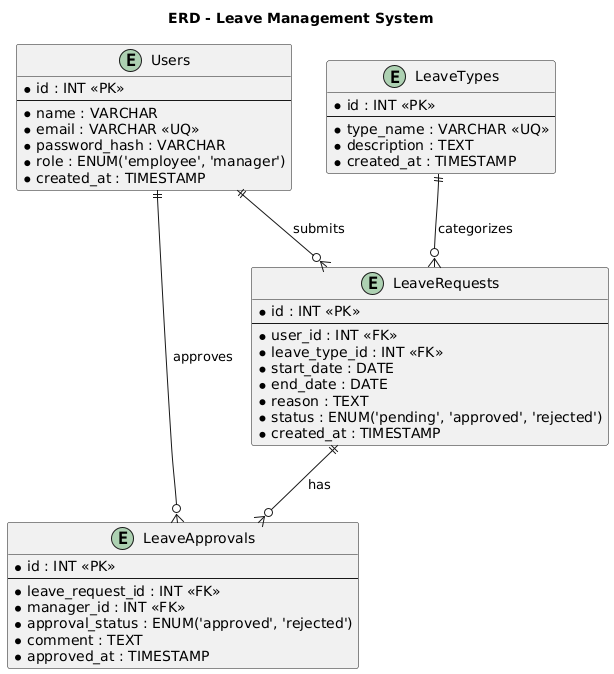 ERD - Leave Management System
E Users
id : INT «PK»
name : VARCHAR
email : VARCHAR «UQ»
password_hash : VARCHAR
role : ENUM('employee', 'manager')
created_at : TIMESTAMP
E LeaveTypes
id : INT «PK»
type_name : VARCHAR «UQ»
description : TEXT
created_at : TIMESTAMP
submits
categorizes
E LeaveRequests
id : INT «PK»
user_id : INT «FK»
leave_type_id : INT «FK»
start_date : DATE
end_date : DATE
reason : TEXT
status : ENUM('pending', 'approved', 'rejected')
created_at : TIMESTAMP
approves
has
E LeaveApprovals
id : INT «PK»
leave_request_id : INT «FK»
manager_id : INT «FK»
approval_status : ENUM('approved', 'rejected')
comment : TEXT
approved_at : TIMESTAMP